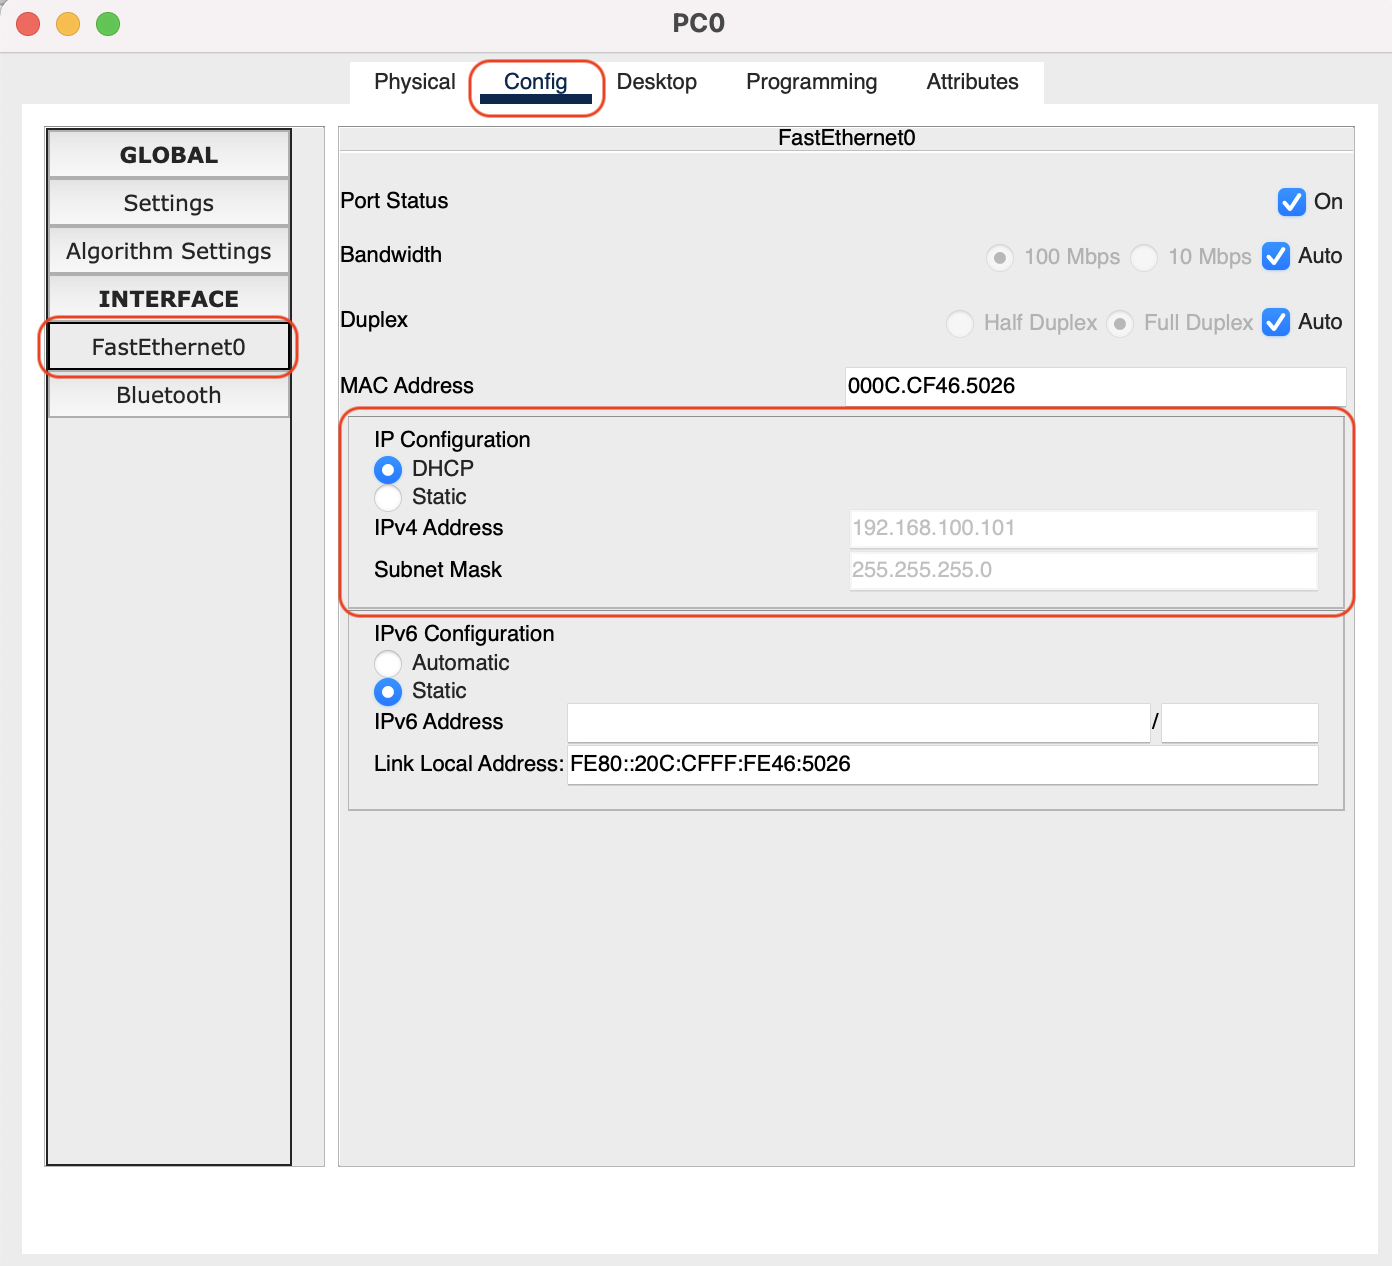 PC0
Physical Config Desktop Programming Attributes
GLOBAL
Settings
Algorithm Settings
INTERFACE
FastEthernet0
Bluetooth
FastEthernet0
Port Status On
Bandwidth 100 Mbps 10 Mbps Auto
Duplex Half Duplex Full Duplex Auto
MAC Address 000C.CF46.5026
IP Configuration
DHCP
Static
IPv4 Address 192.168.100.101
Subnet Mask 255.255.255.0
IPv6 Configuration
Automatic
Static
IPv6 Address /
Link Local Address: FE80::20C:CFFF:FE46:5026